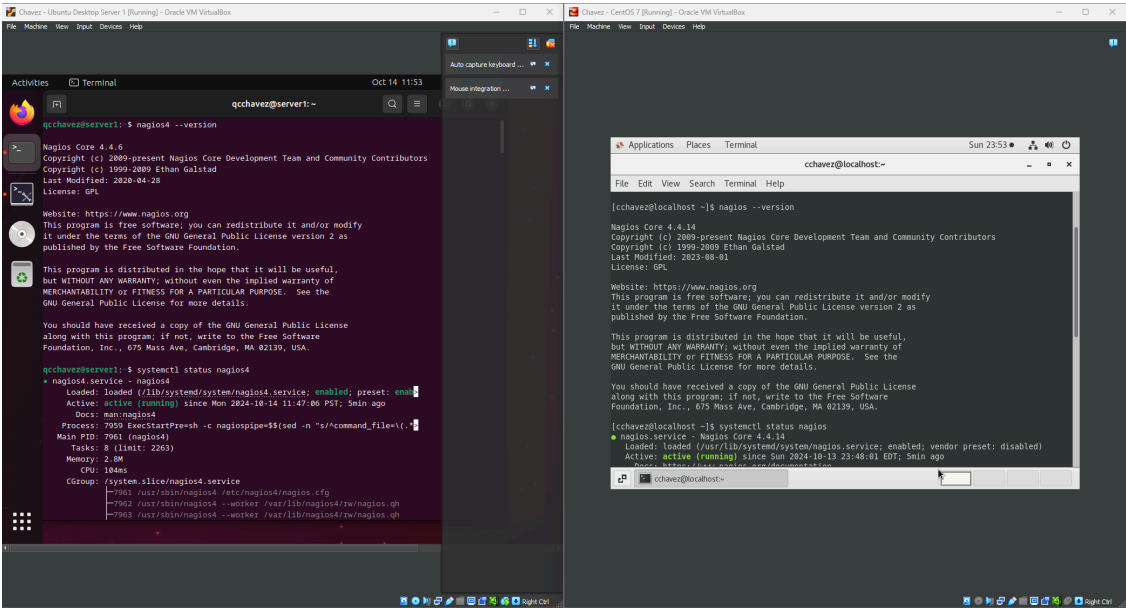 Chavez - Ubuntu Desktop Server 1 [Running] - Oracle VM VirtualBox
File Machine View Input Devices Help
Auto capture keyboard ...
Mouse integration ...
Activities
Terminal
Oct 14 11:53
qcchavez@server1: ~
qcchavez@server1: $ nagios4 --version
Nagios Core 4.4.6
Copyright (c) 2009-present Nagios Core Development Team and Community Contributors
Copyright (c) 1999-2009 Ethan Galstad
Last Modified: 2020-04-28
License: GPL
Website: https://www.nagios.org
This program is free software; you can redistribute it and/or modify
it under the terms of the GNU General Public License version 2 as
published by the Free Software Foundation.
This program is distributed in the hope that it will be useful,
but WITHOUT ANY WARRANTY; without even the implied warranty of
MERCHANTABILITY or FITNESS FOR A PARTICULAR PURPOSE.  See the
GNU General Public License for more details.
You should have received a copy of the GNU General Public License
along with this program; if not, write to the Free Software
Foundation, Inc., 675 Mass Ave, Cambridge, MA 02139, USA.
qcchavez@server1: $ systemctl status nagios4
● nagios4.service - nagios4
Loaded: loaded (/lib/systemd/system/nagios4.service; enabled; preset: enab>
Active: active (running) since Mon 2024-10-14 11:47:06 PST; 5min ago
Docs: man:nagios4
Process: 7959 ExecStartPre=sh -c nagiospipe=$$(sed -n "s/^command_file=\(.*>
Main PID: 7961 (nagios4)
Tasks: 8 (limit: 2263)
Memory: 2.8M
CPU: 104ms
CGroup: /system.slice/nagios4.service
├─7961 /usr/sbin/nagios4 /etc/nagios4/nagios.cfg
├─7962 /usr/sbin/nagios4 --worker /var/lib/nagios4/rw/nagios.qh
├─7963 /usr/sbin/nagios4 --worker /var/lib/nagios4/rw/nagios.qh
Right Ctrl
Chavez - CentOS 7 [Running] - Oracle VM VirtualBox
File Machine View Input Devices Help
Applications Places Terminal
Sun 23:53
cchavez@localhost:~
File Edit View Search Terminal Help
[cchavez@localhost ~]$ nagios --version
Nagios Core 4.4.14
Copyright (c) 2009-present Nagios Core Development Team and Community Contributors
Copyright (c) 1999-2009 Ethan Galstad
Last Modified: 2023-08-01
License: GPL
Website: https://www.nagios.org
This program is free software; you can redistribute it and/or modify
it under the terms of the GNU General Public License version 2 as
published by the Free Software Foundation.
This program is distributed in the hope that it will be useful,
but WITHOUT ANY WARRANTY; without even the implied warranty of
MERCHANTABILITY or FITNESS FOR A PARTICULAR PURPOSE.  See the
GNU General Public License for more details.
You should have received a copy of the GNU General Public License
along with this program; if not, write to the Free Software
Foundation, Inc., 675 Mass Ave, Cambridge, MA 02139, USA.
[cchavez@localhost ~]$ systemctl status nagios
● nagios.service - Nagios Core 4.4.14
Loaded: loaded (/usr/lib/systemd/system/nagios.service; enabled; vendor preset: disabled)
Active: active (running) since Sun 2024-10-13 23:48:01 EDT; 5min ago
Docs: https://www.nagios.org/documentation
cchavez@localhost:~
Right Ctrl